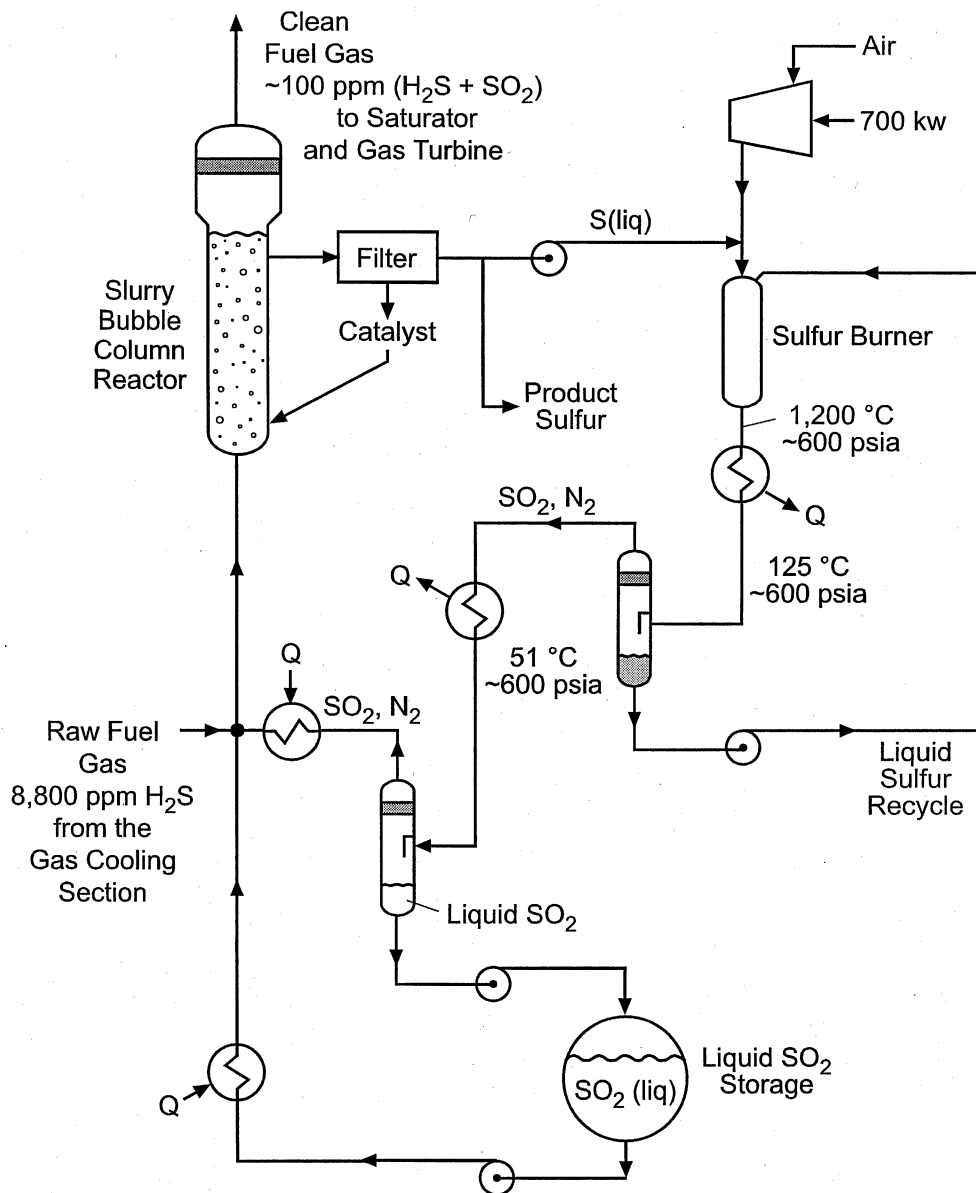 Clean
Fuel Gas
~100 ppm (H₂S + SO₂)
to Saturator
and Gas Turbine
Air
700 kw
S(liq)
Filter
Slurry
Bubble
Column
Reactor
Catalyst
Sulfur Burner
Product
Sulfur
1,200 °C
~600 psia
Q
SO₂, N₂
125 °C
~600 psia
Q
51 °C
~600 psia
Q
SO₂, N₂
Raw Fuel
Gas
8,800 ppm H₂S
from the
Gas Cooling
Section
Liquid
Sulfur
Recycle
Liquid SO₂
Liquid SO₂
Storage
SO₂ (liq)
Q